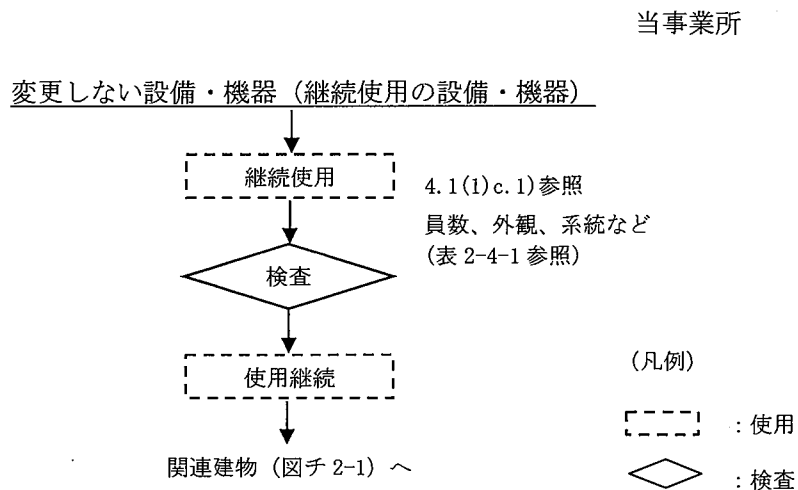 当事業所
変更しない設備・機器（継続使用の設備・機器）
継続使用
4.1(1)c.1)参照
員数、外観、系統など
(表 2-4-1 参照)
検査
使用継続
関連建物（図チ 2-1）へ
(凡例)
：使用
：検査